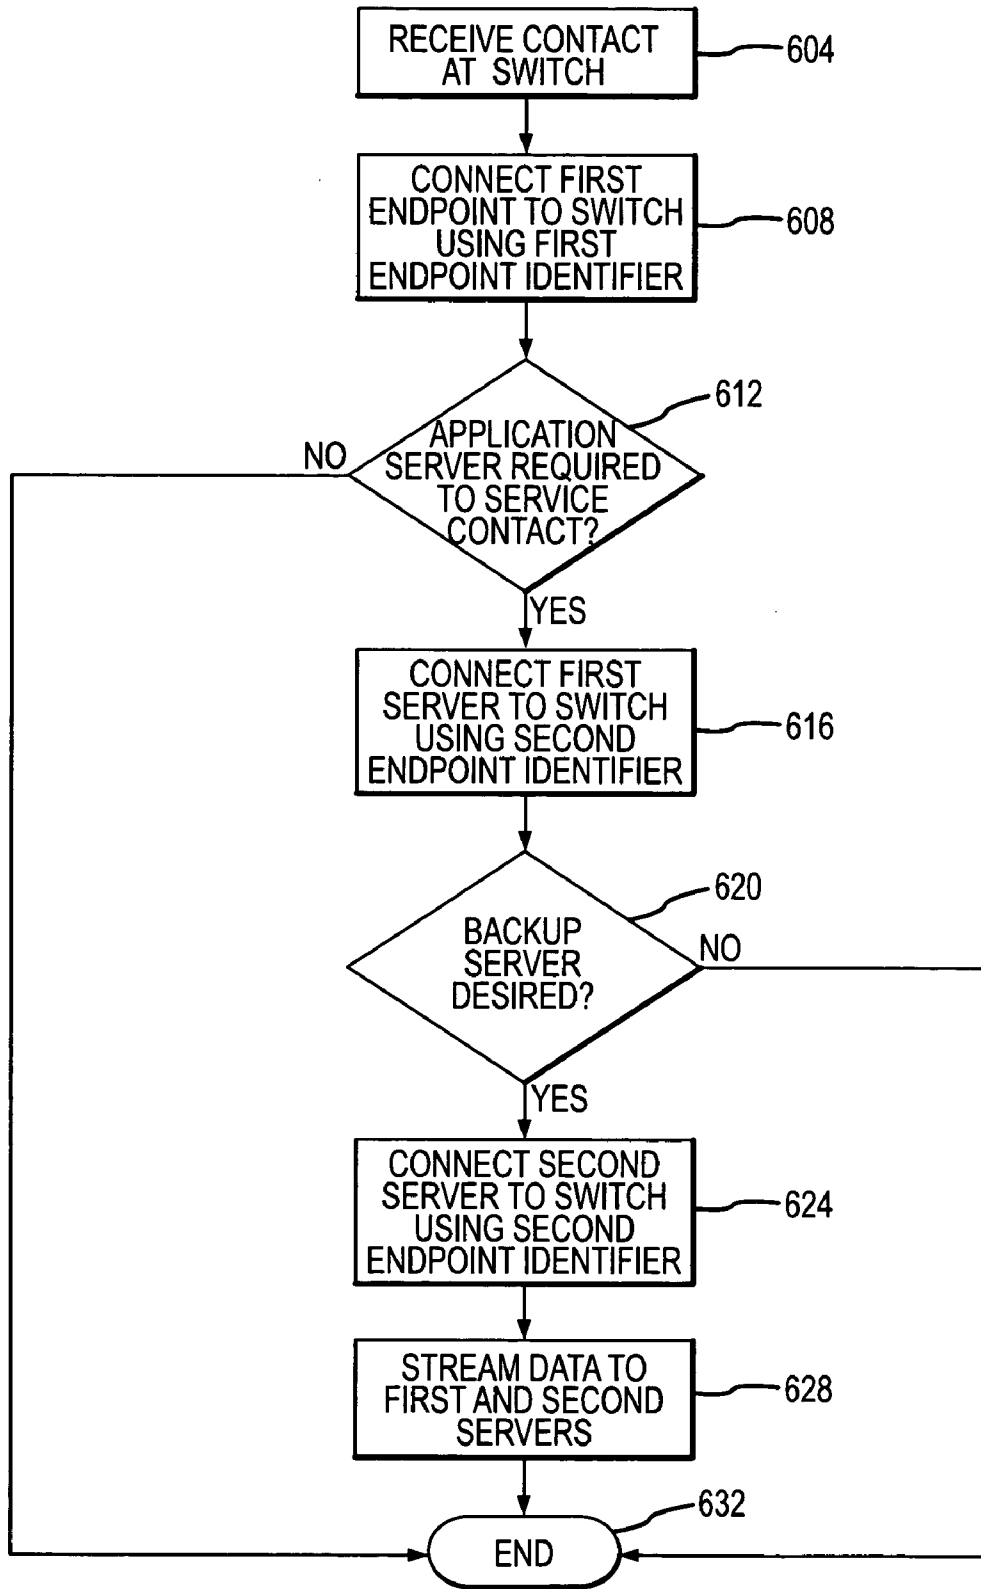 RECEIVE CONTACT
AT SWITCH
604
CONNECT FIRST
ENDPOINT TO SWITCH
USING FIRST
ENDPOINT IDENTIFIER
608
612
APPLICATION
SERVER REQUIRED
TO SERVICE
CONTACT?
NO
YES
CONNECT FIRST
SERVER TO SWITCH
USING SECOND
ENDPOINT IDENTIFIER
616
620
BACKUP
SERVER
DESIRED?
NO
YES
CONNECT SECOND
SERVER TO SWITCH
USING SECOND
ENDPOINT IDENTIFIER
624
STREAM DATA TO
FIRST AND SECOND
SERVERS
628
632
END